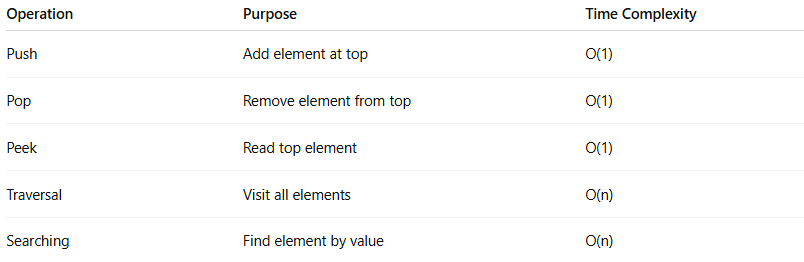 Operation Purpose Time Complexity
Push Add element at top O(1)
Pop Remove element from top O(1)
Peek Read top element O(1)
Traversal Visit all elements O(n)
Searching Find element by value O(n)